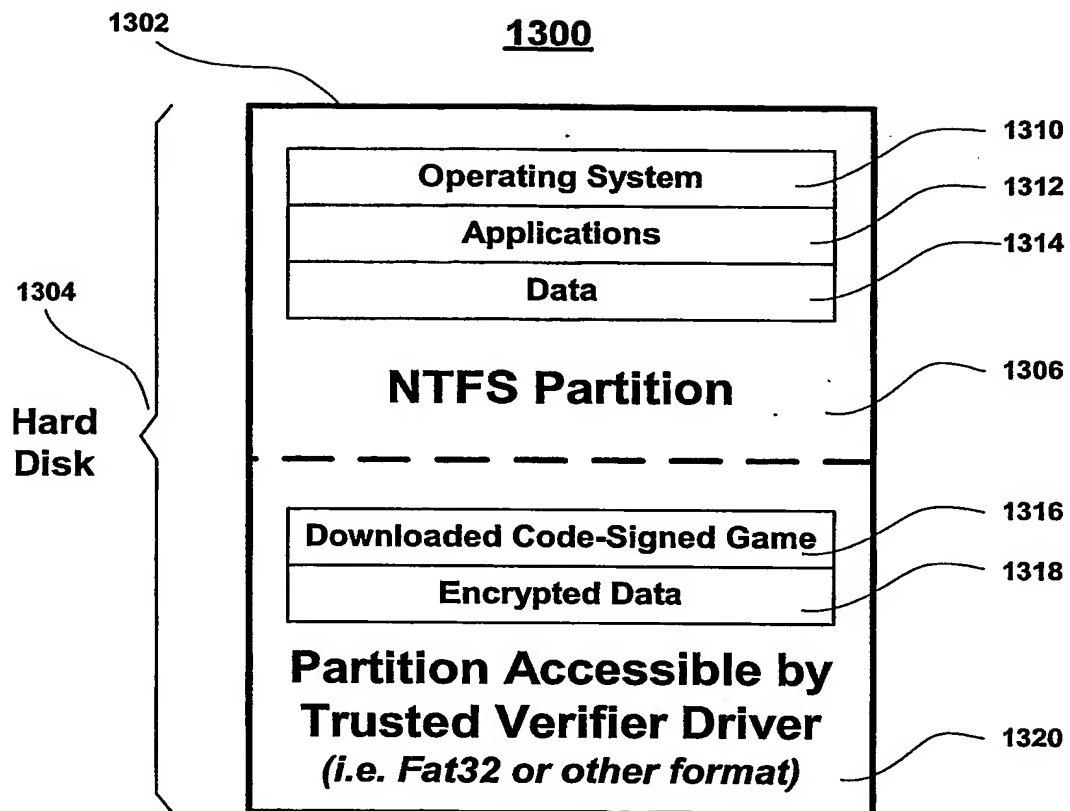 1302
1300
1310
Operating System
1312
Applications
1314
Data
1304
1306
NTFS Partition
Hard
Disk
1316
Downloaded Code-Signed Game
1318
Encrypted Data
Partition Accessible by
Trusted Verifier Driver
1320
(i.e. Fat32 or other format)